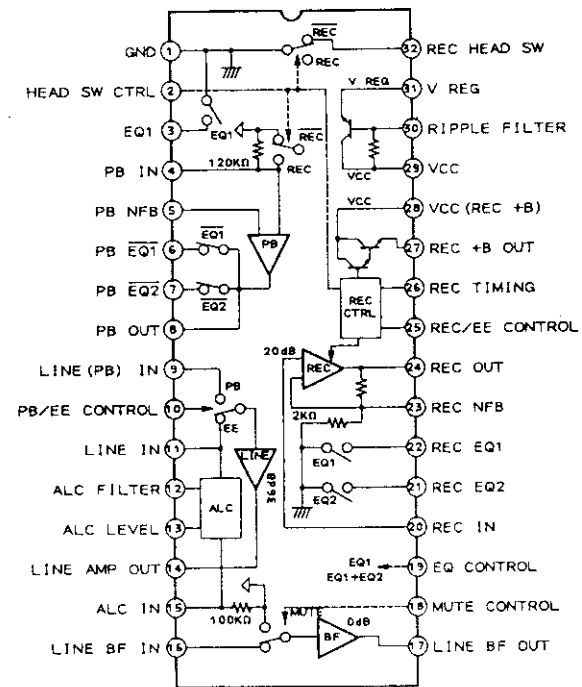 GND 1
HEAD SW CTRL 2
EQ1 3
PB IN 4
PB NFB 5
PB EQ1 6
PB EQ2 7
PB OUT 8
LINE(PB) IN 9
PB/EE CONTROL 10
LINE IN 11
ALC FILTER 12
ALC LEVEL 13
LINE AMP OUT 14
ALC IN 15
LINE BF IN 16
REC
REC
EQ1
120KΩ
REC
REC
PB
EQ1
EQ2
PB
EE
LINE
36dB
ALC
100KΩ
MUTE
BF
0dB
V REG
VCC
VCC
REC CTRL
20dB
REC
2KΩ
EQ1
EQ2
EQ1
EQ1+EQ2
32 REC HEAD SW
31 V REG
30 RIPPLE FILTER
29 VCC
28 VCC(REC +B)
27 REC +B OUT
26 REC TIMING
25 REC/EE CONTROL
24 REC OUT
23 REC NFB
22 REC EQ1
21 REC EQ2
20 REC IN
19 EQ CONTROL
18 MUTE CONTROL
17 LINE BF OUT